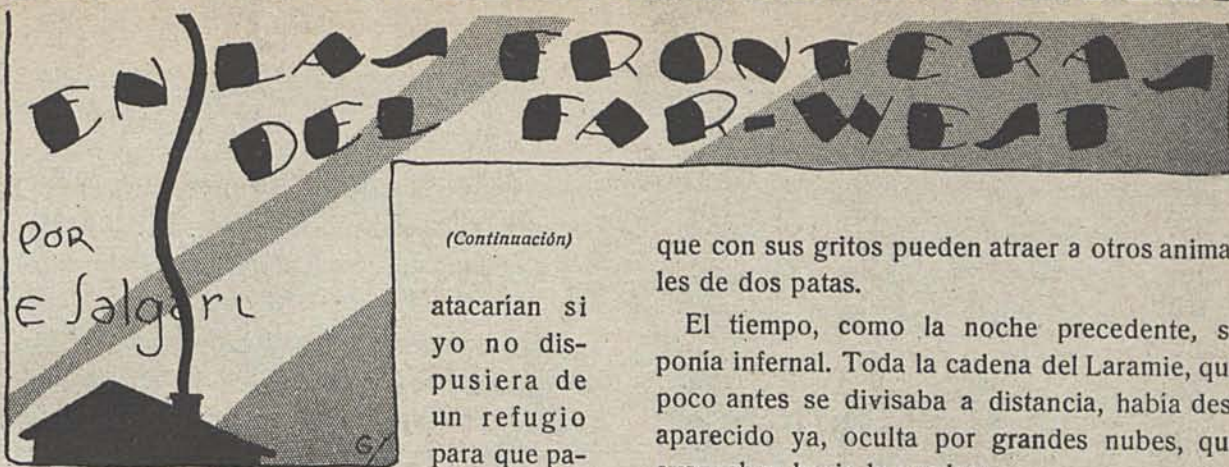 EN LAS FRONTERAS
DEL FAR-WEST
POR
E Salgari
G/
(Continuación)
atacarían si
yo no dis-
pusiera de
un refugio
para que pa-
que con sus gritos pueden atraer a otros anima
les de dos patas.
El tiempo, como la noche precedente, s
ponía infernal. Toda la cadena del Laramie, qu
poco antes se divisaba a distancia, había des
aparecido ya, oculta por grandes nubes, qu